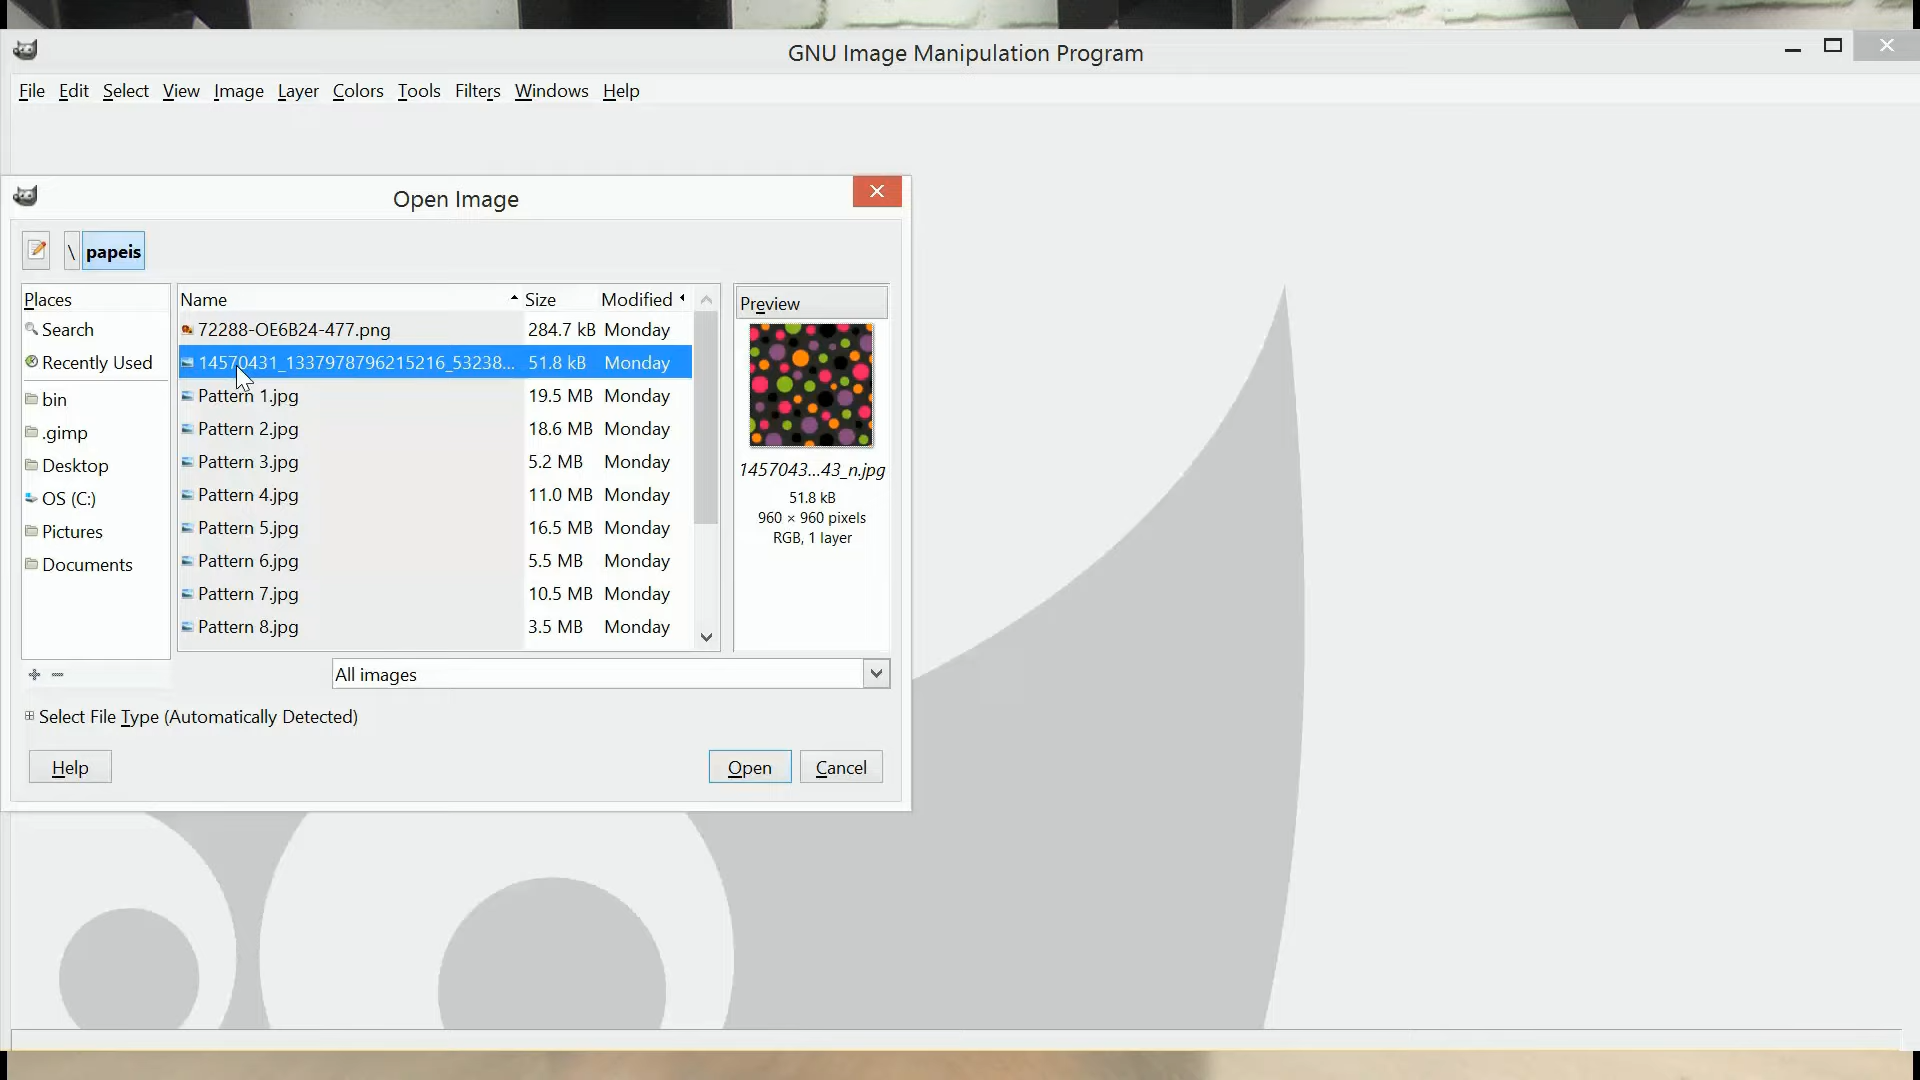 GNU Image Manipulation Program
File Edit Select View Image Layer Colors Tools Filters Windows Help
Open Image
\ papeis
Places
Search
Recently Used
bin
.gimp
Desktop
OS (C:)
Pictures
Documents
Name Size Modified
72288-OE6B24-477.png 284.7 kB Monday
14570431_1337978796215216_53238... 51.8 kB Monday
Pattern 1.jpg 19.5 MB Monday
Pattern 2.jpg 18.6 MB Monday
Pattern 3.jpg 5.2 MB Monday
Pattern 4.jpg 11.0 MB Monday
Pattern 5.jpg 16.5 MB Monday
Pattern 6.jpg 5.5 MB Monday
Pattern 7.jpg 10.5 MB Monday
Pattern 8.jpg 3.5 MB Monday
Preview
1457043...43_n.jpg
51.8 kB
960 × 960 pixels
RGB, 1 layer
All images
Select File Type (Automatically Detected)
Help Open Cancel